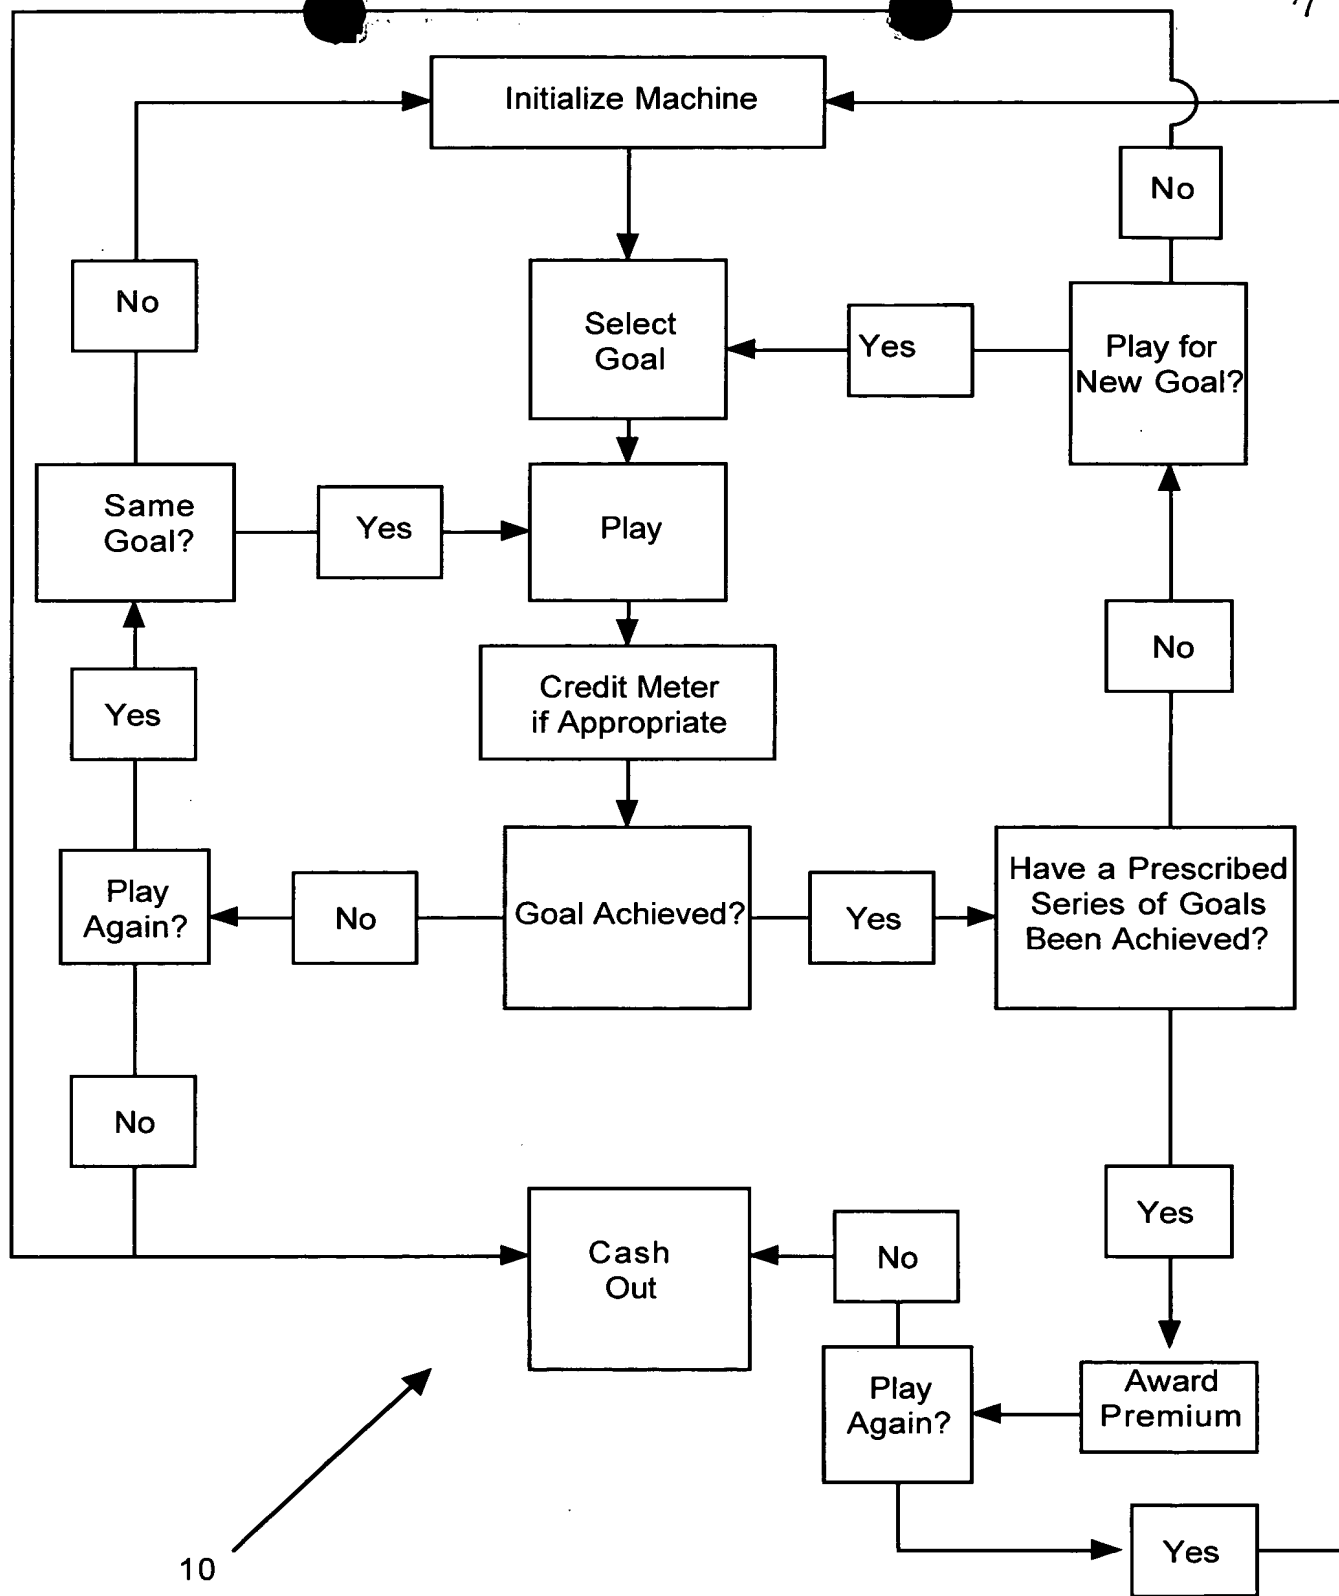 Initialize Machine
No
No
Select
Goal
Yes
Play for
New Goal?
Same
Goal?
Yes
Play
No
Credit Meter
if Appropriate
Yes
Play
Again?
No
Goal Achieved?
Yes
Have a Prescribed
Series of Goals
Been Achieved?
No
Yes
Cash
Out
No
Play
Again?
Award
Premium
Yes
10